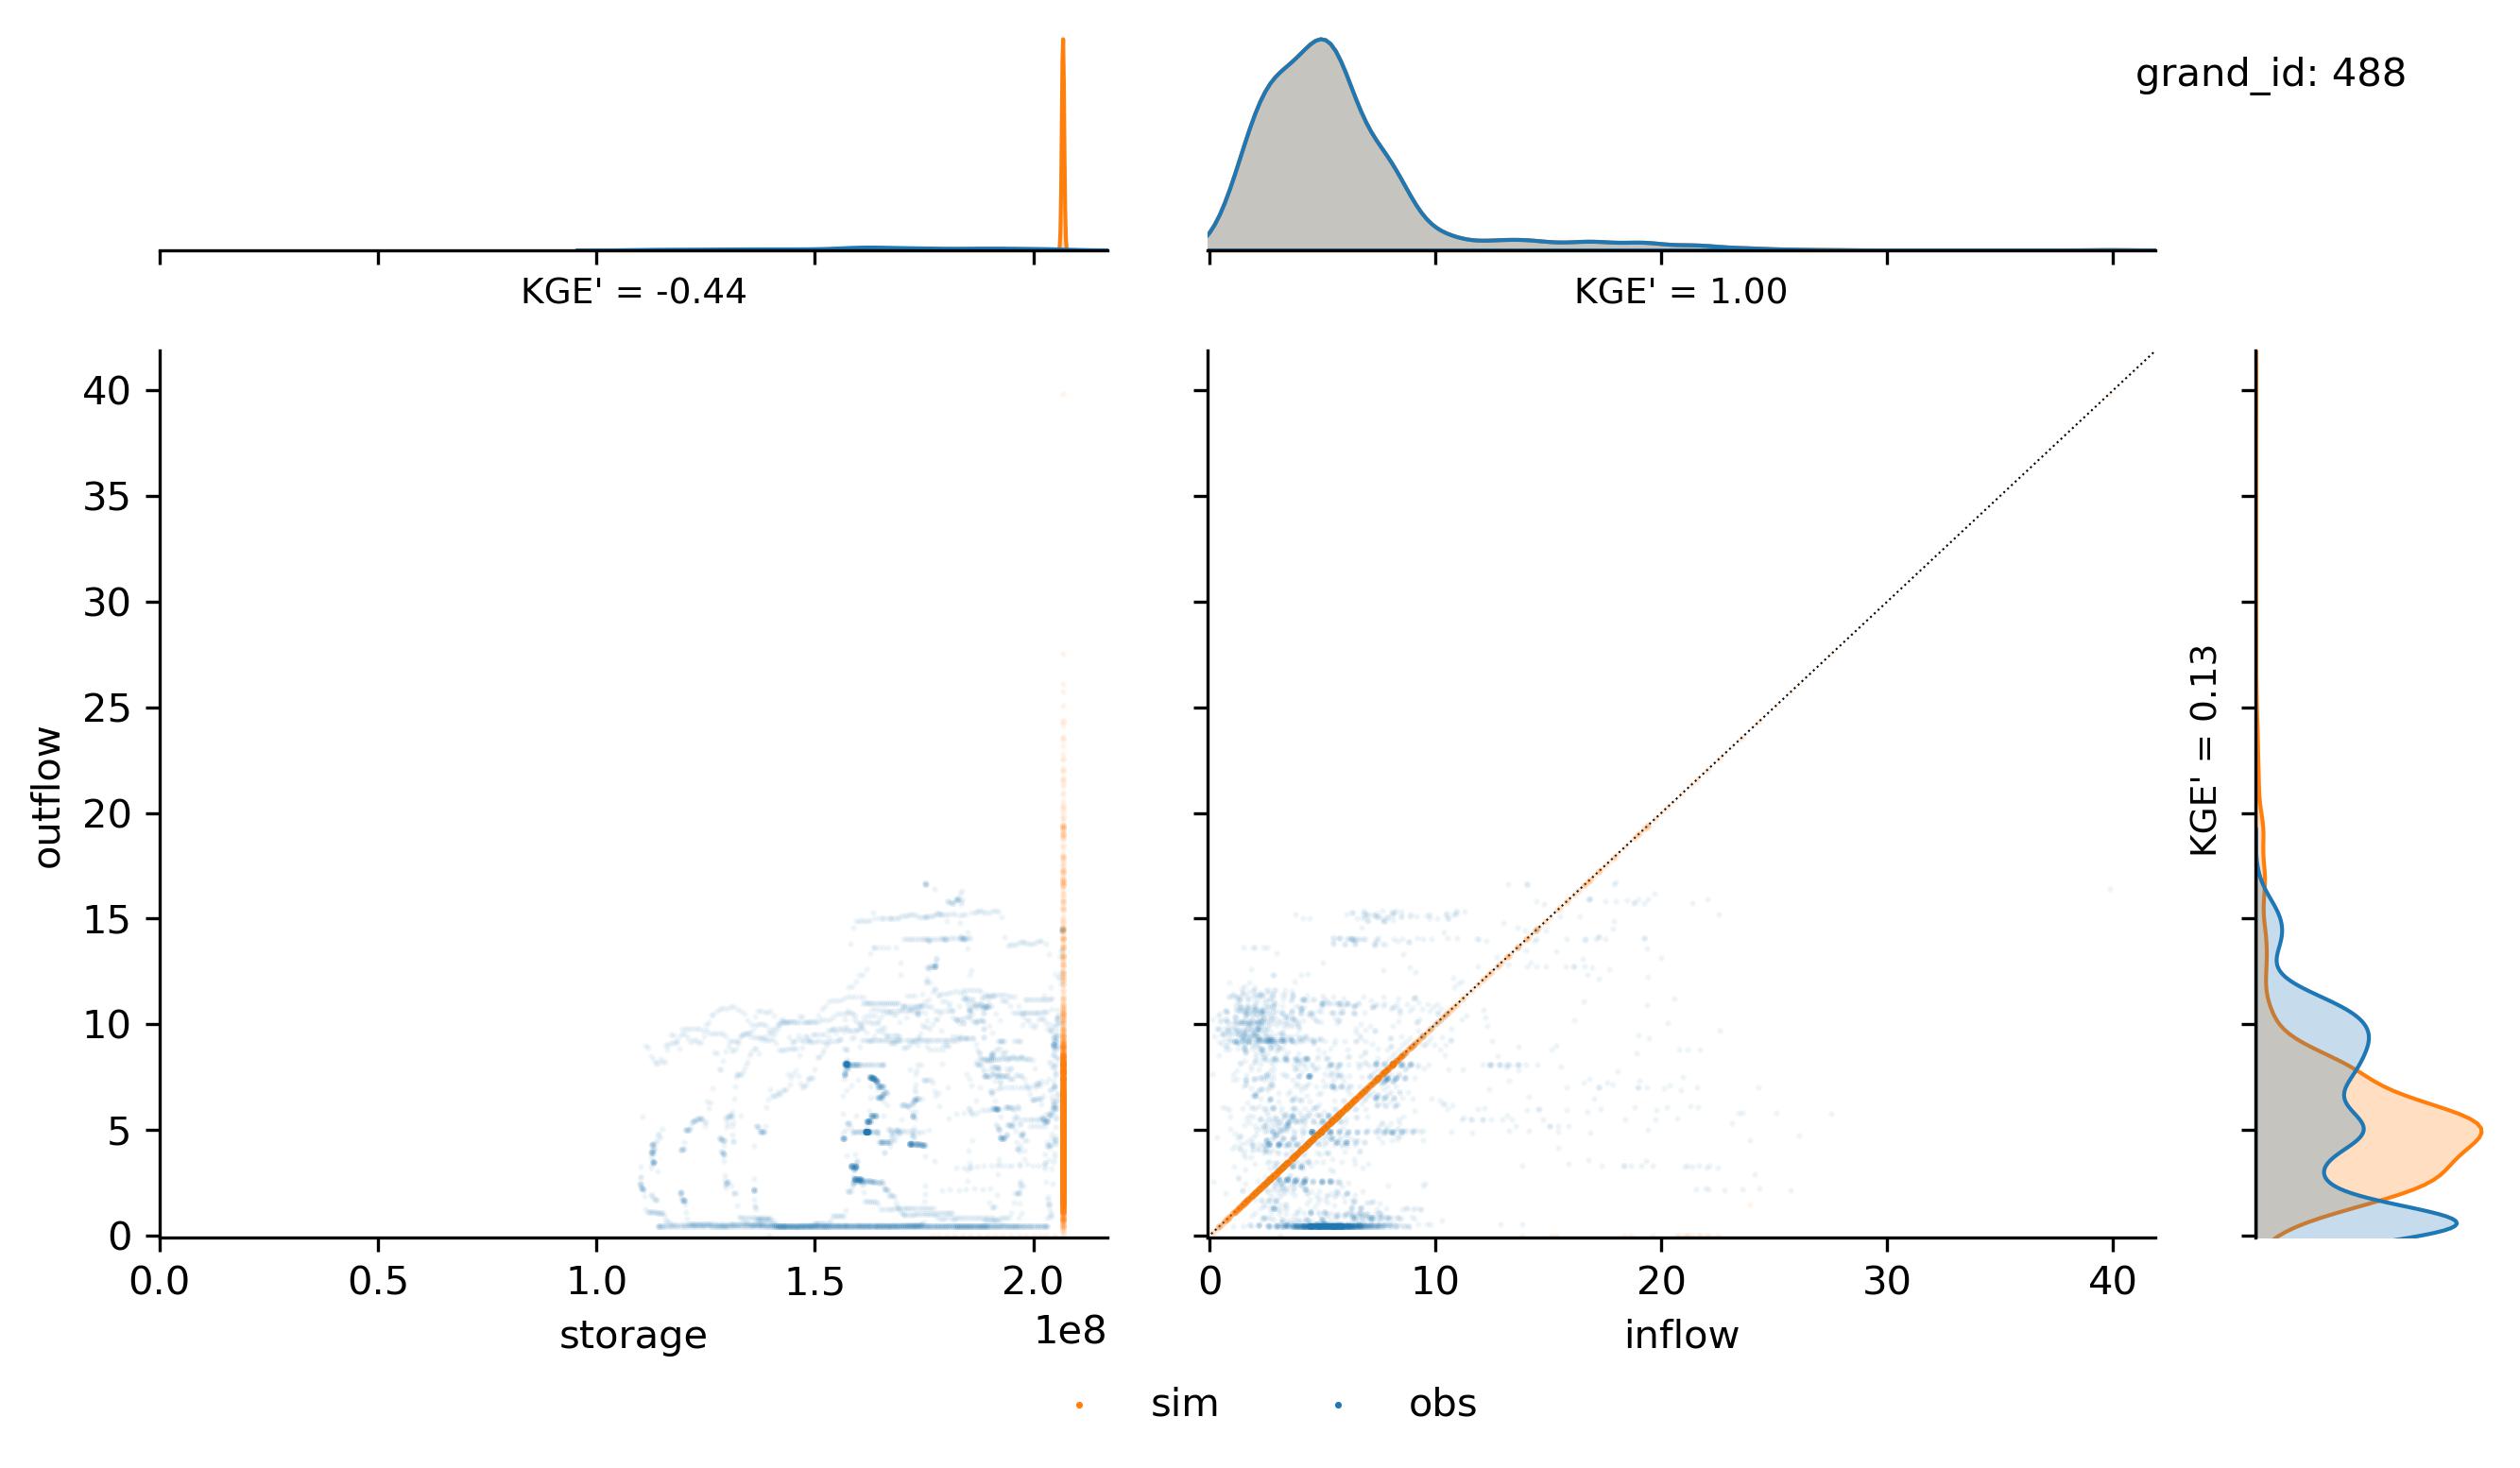 grand_id: 488
KGE' = -0.44
KGE' = 1.00
40
35
30
25
20
15
10
5
0
outflow
KGE' = 0.13
0.0 0.5 1.0 1.5 2.0
1e8
storage
0 10 20 30 40
inflow
sim obs